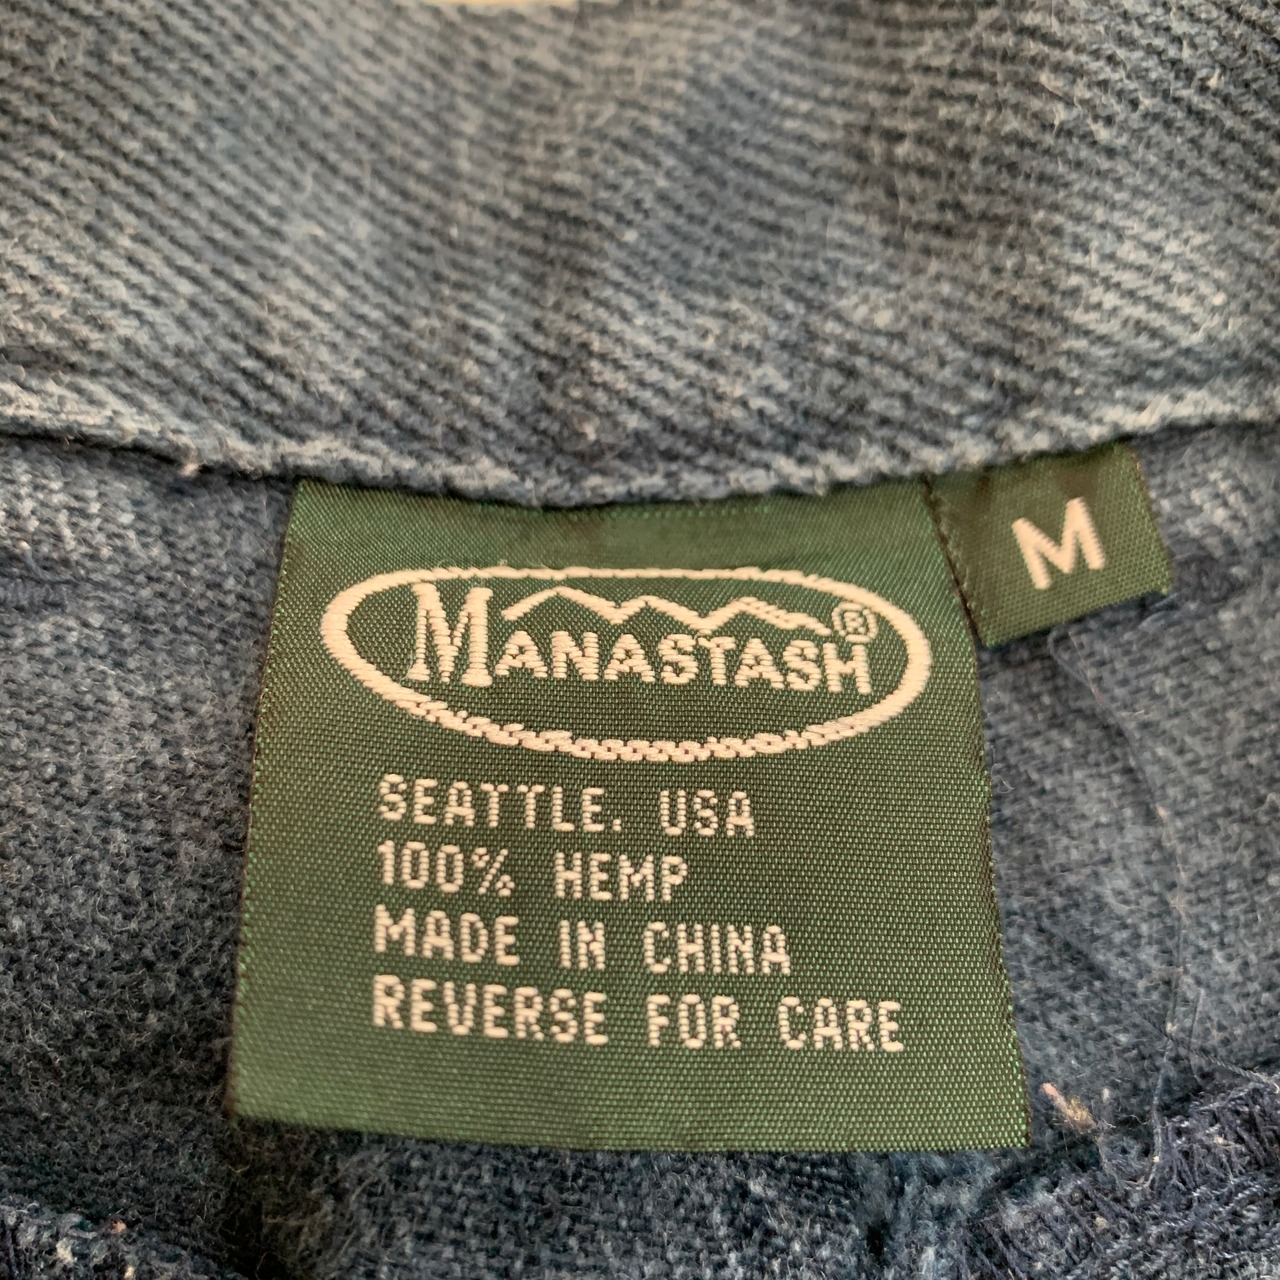 MANASTASH®
M
SEATTLE. USA
100% HEMP
MADE IN CHINA
REVERSE FOR CARE